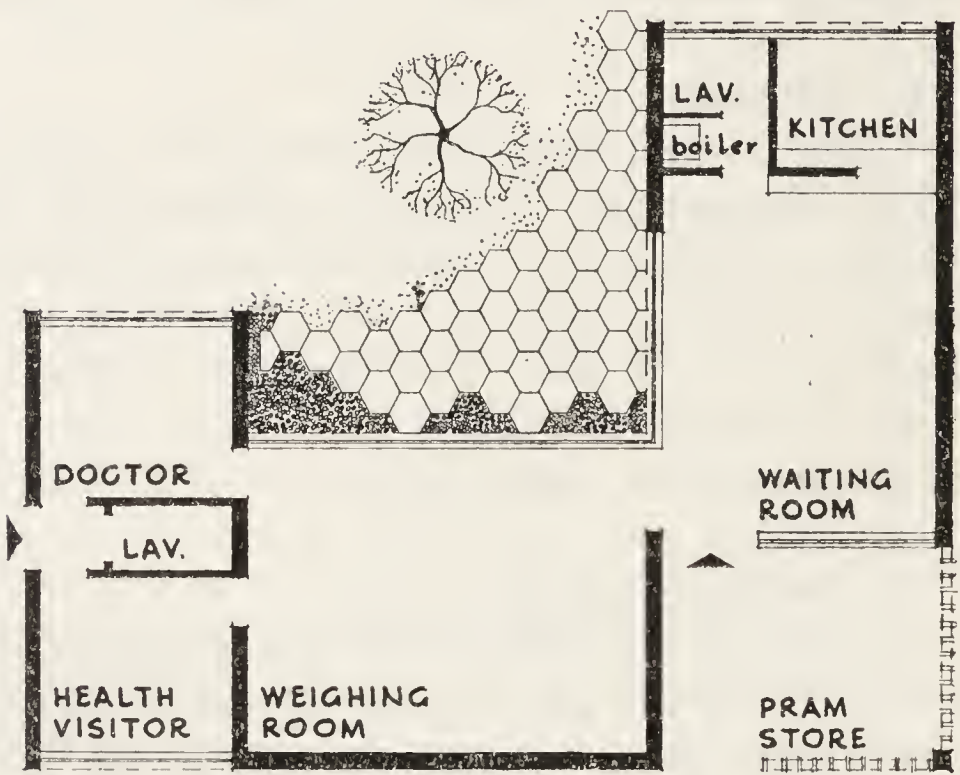 LAV.
boiler
KITCHEN
DOCTOR
LAV.
WAITING
ROOM
HEALTH
VISITOR
WEIGHING
ROOM
PRAM
STORE